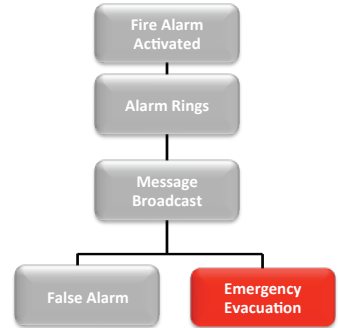 Fire Alarm
Activated
Alarm Rings
Message
Broadcast
False Alarm
Emergency
Evacuation